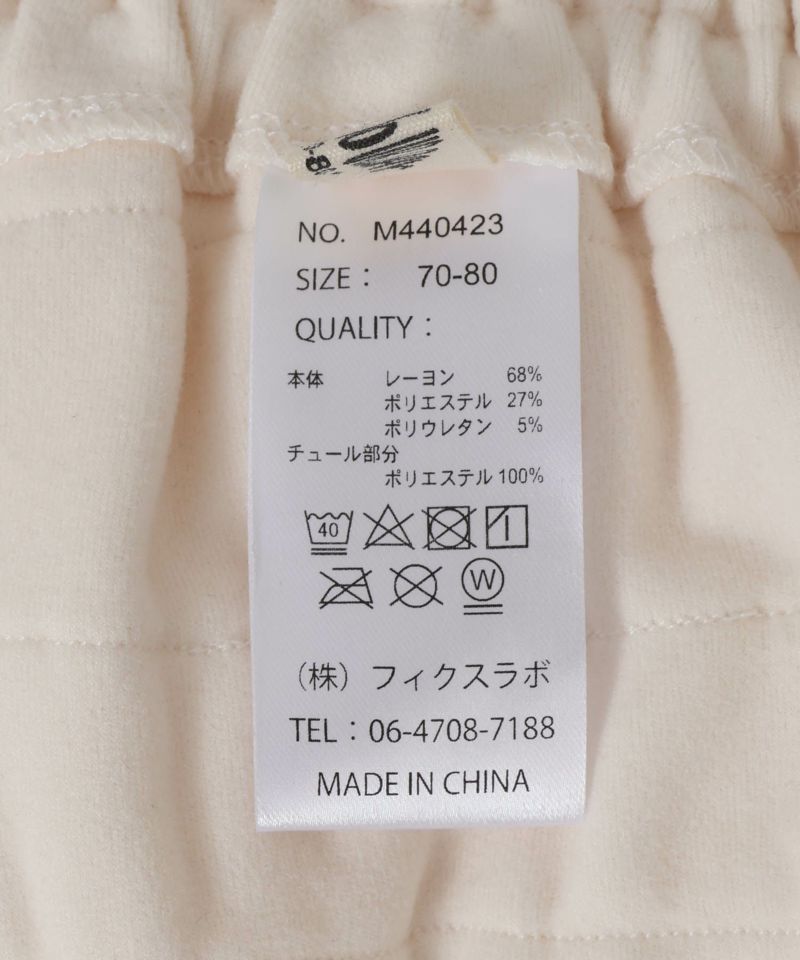 NO. M440423
SIZE： 70-80
QUALITY：
本体 レーヨン 68%
ポリエステル 27%
ポリウレタン 5%
チュール部分
ポリエステル 100%
40
W
（株）フィクスラボ
TEL：06-4708-7188
MADE IN CHINA